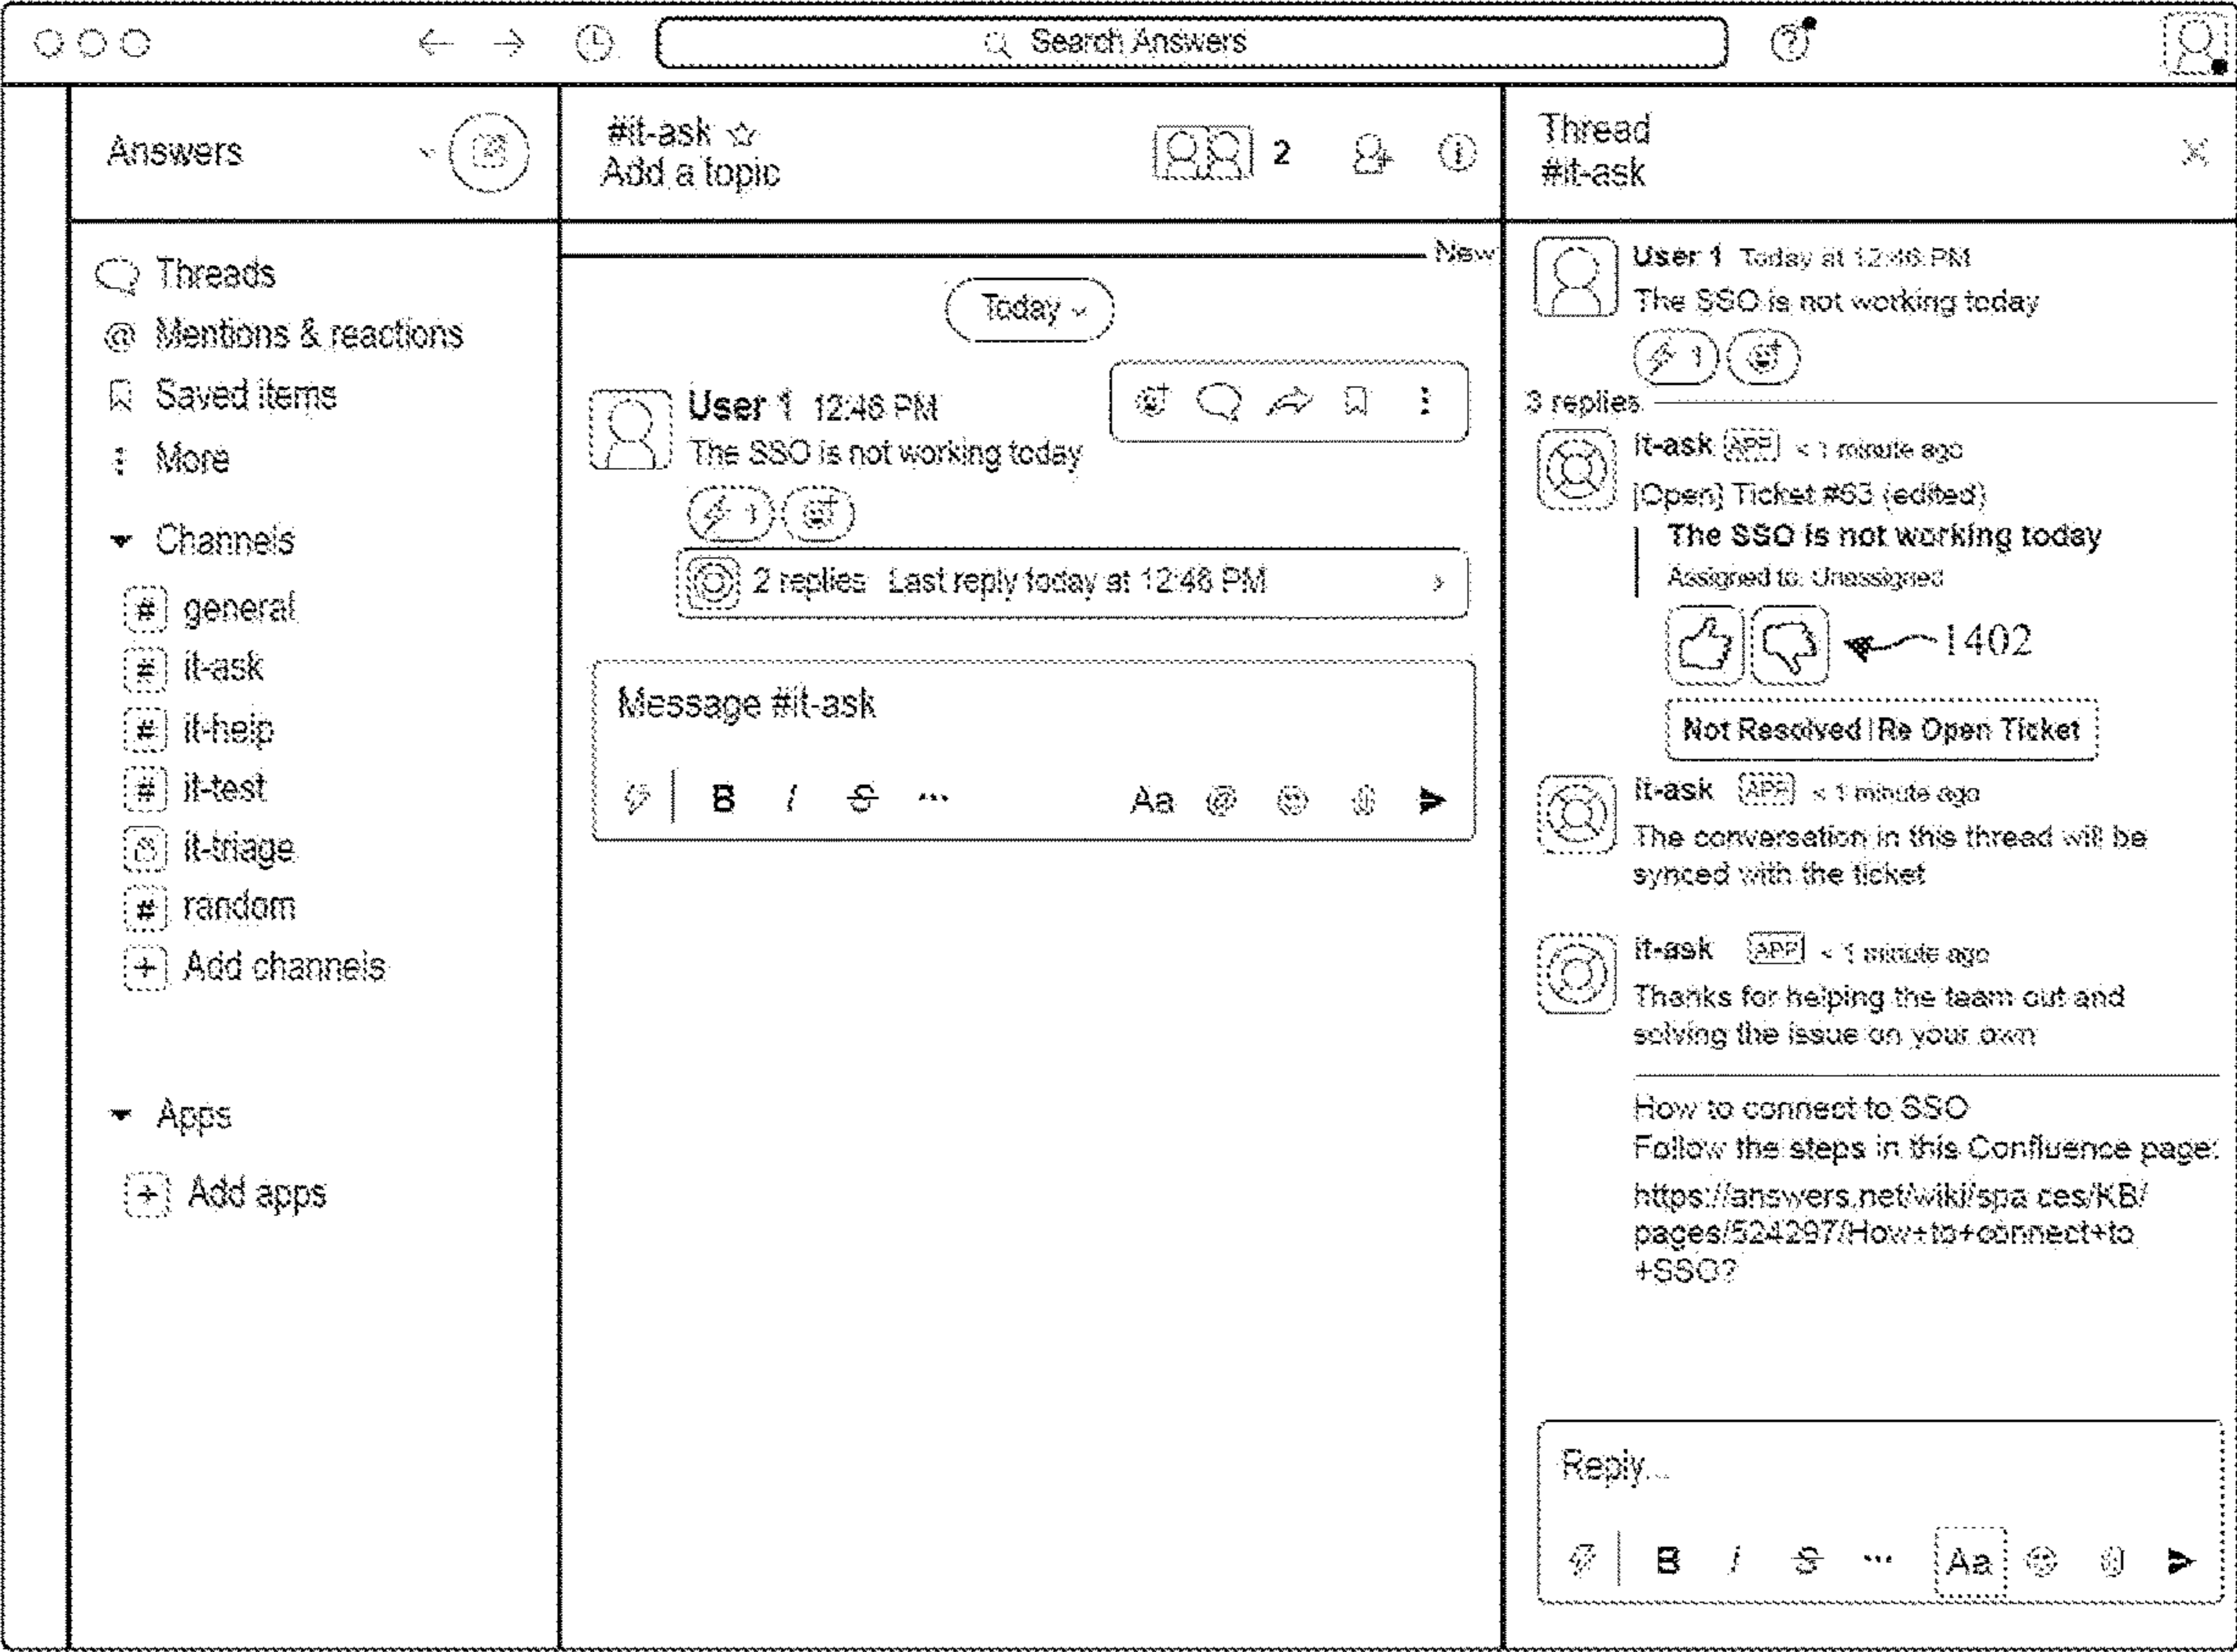 Search Answers
Answers
Threads
@ Mentions & reactions
Saved items
More
Channels
# general
# it-ask
# it-help
# it-test
it-triage
# random
+ Add channels
Apps
+ Add apps
#it-ask
2
Add a topic
New
Today
User 1 12:46 PM
The SSO is not working today
1
2 replies Last reply today at 12:46 PM
Message #it-ask
B I S ... Aa @
Thread
#it-ask
User 1 Today at 12:46 PM
The SSO is not working today
1
3 replies
it-ask APP < 1 minute ago
[Open] Ticket #63 (edited)
The SSO is not working today
Assigned to: Unassigned
1402
Not Resolved | Re Open Ticket
it-ask APP < 1 minute ago
The conversation in this thread will be
synced with the ticket
it-ask APP < 1 minute ago
Thanks for helping the team out and
solving the issue on your own
How to connect to SSO
Follow the steps in this Confluence page:
https://answers.net/wiki/spa ces/KB/
pages/524297/How+to+connect+to
+SSO?
Reply...
B I S ... Aa